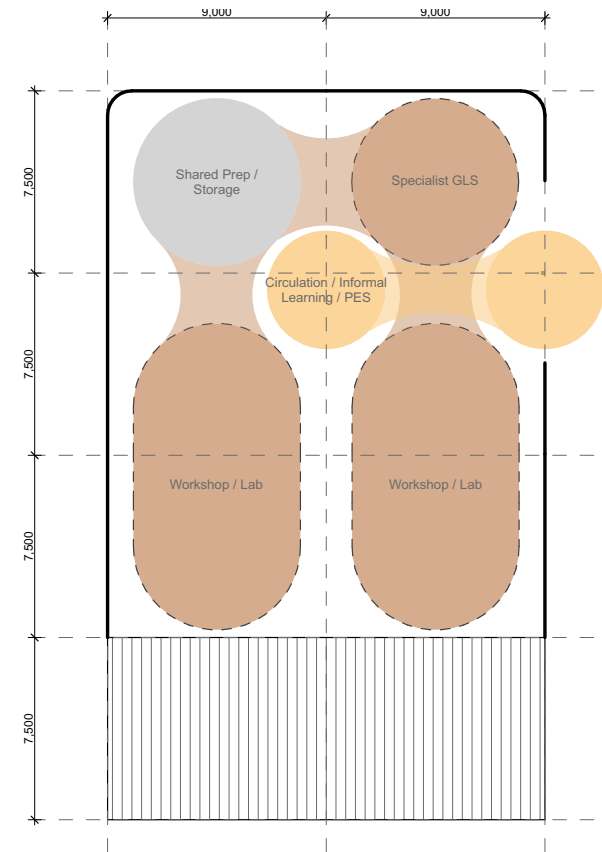 9,000
9,000
7,500
Shared Prep /
Storage
Specialist GLS
Circulation / Informal
Learning / PES
7,500
7,500
Workshop / Lab
Workshop / Lab
7,500